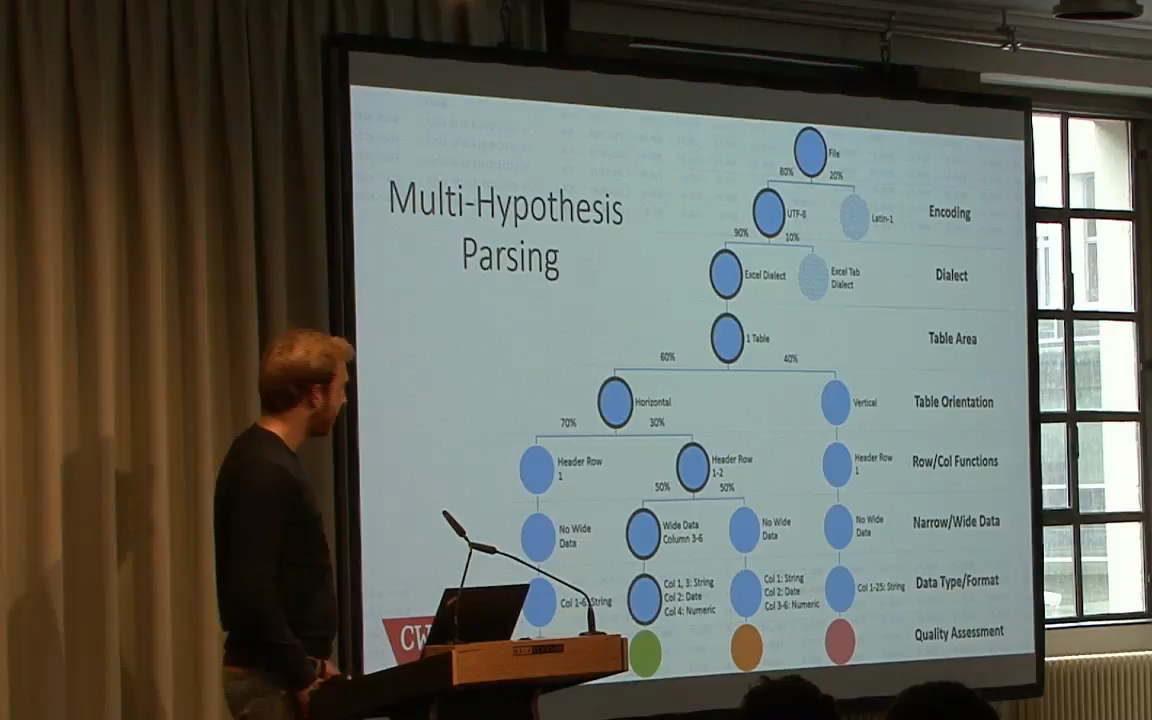 Multi-Hypothesis
Parsing
File
80%
20%
UTF-8
Latin-1
Encoding
90%
10%
Excel Dialect
Excel Tab
Dialect
Dialect
1 Table
Table Area
60%
40%
Horizontal
Vertical
Table Orientation
70%
30%
Header Row
1
Header Row
1-2
Header Row
1
Row/Col Functions
50%
50%
No Wide
Data
Wide Data
Column 3-6
No Wide
Data
No Wide
Data
Narrow/Wide Data
Col 1-6: String
Col 1, 3: String
Col 2: Date
Col 4: Numeric
Col 1: String
Col 2: Date
Col 3-6: Numeric
Col 1-25: String
Data Type/Format
Quality Assessment
CW